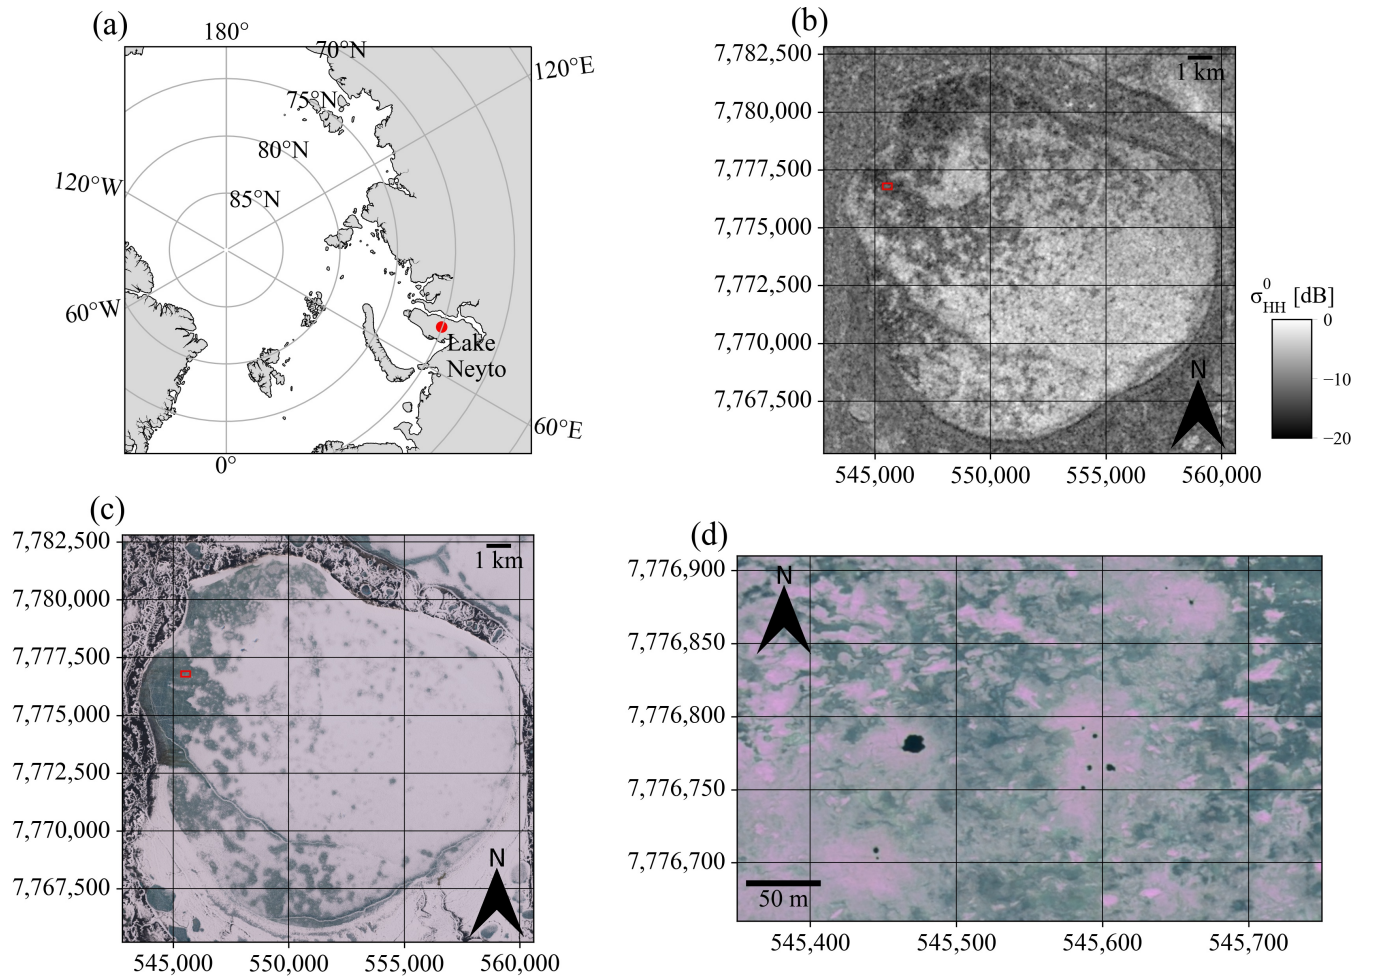 (a)
180°
70°N
120°E
75°N
80°N
120°W
85°N
60°W
Lake
Neyto
60°E
0°
(b)
7,782,500
1 km
7,780,000
7,777,500
7,775,000
7,772,500
7,770,000
7,767,500
N
545,000
550,000
555,000
560,000
σ⁰HH [dB]
0
−10
−20
(c)
7,782,500
1 km
7,780,000
7,777,500
7,775,000
7,772,500
7,770,000
7,767,500
N
545,000
550,000
555,000
560,000
(d)
7,776,900
N
7,776,850
7,776,800
7,776,750
7,776,700
50 m
545,400
545,500
545,600
545,700